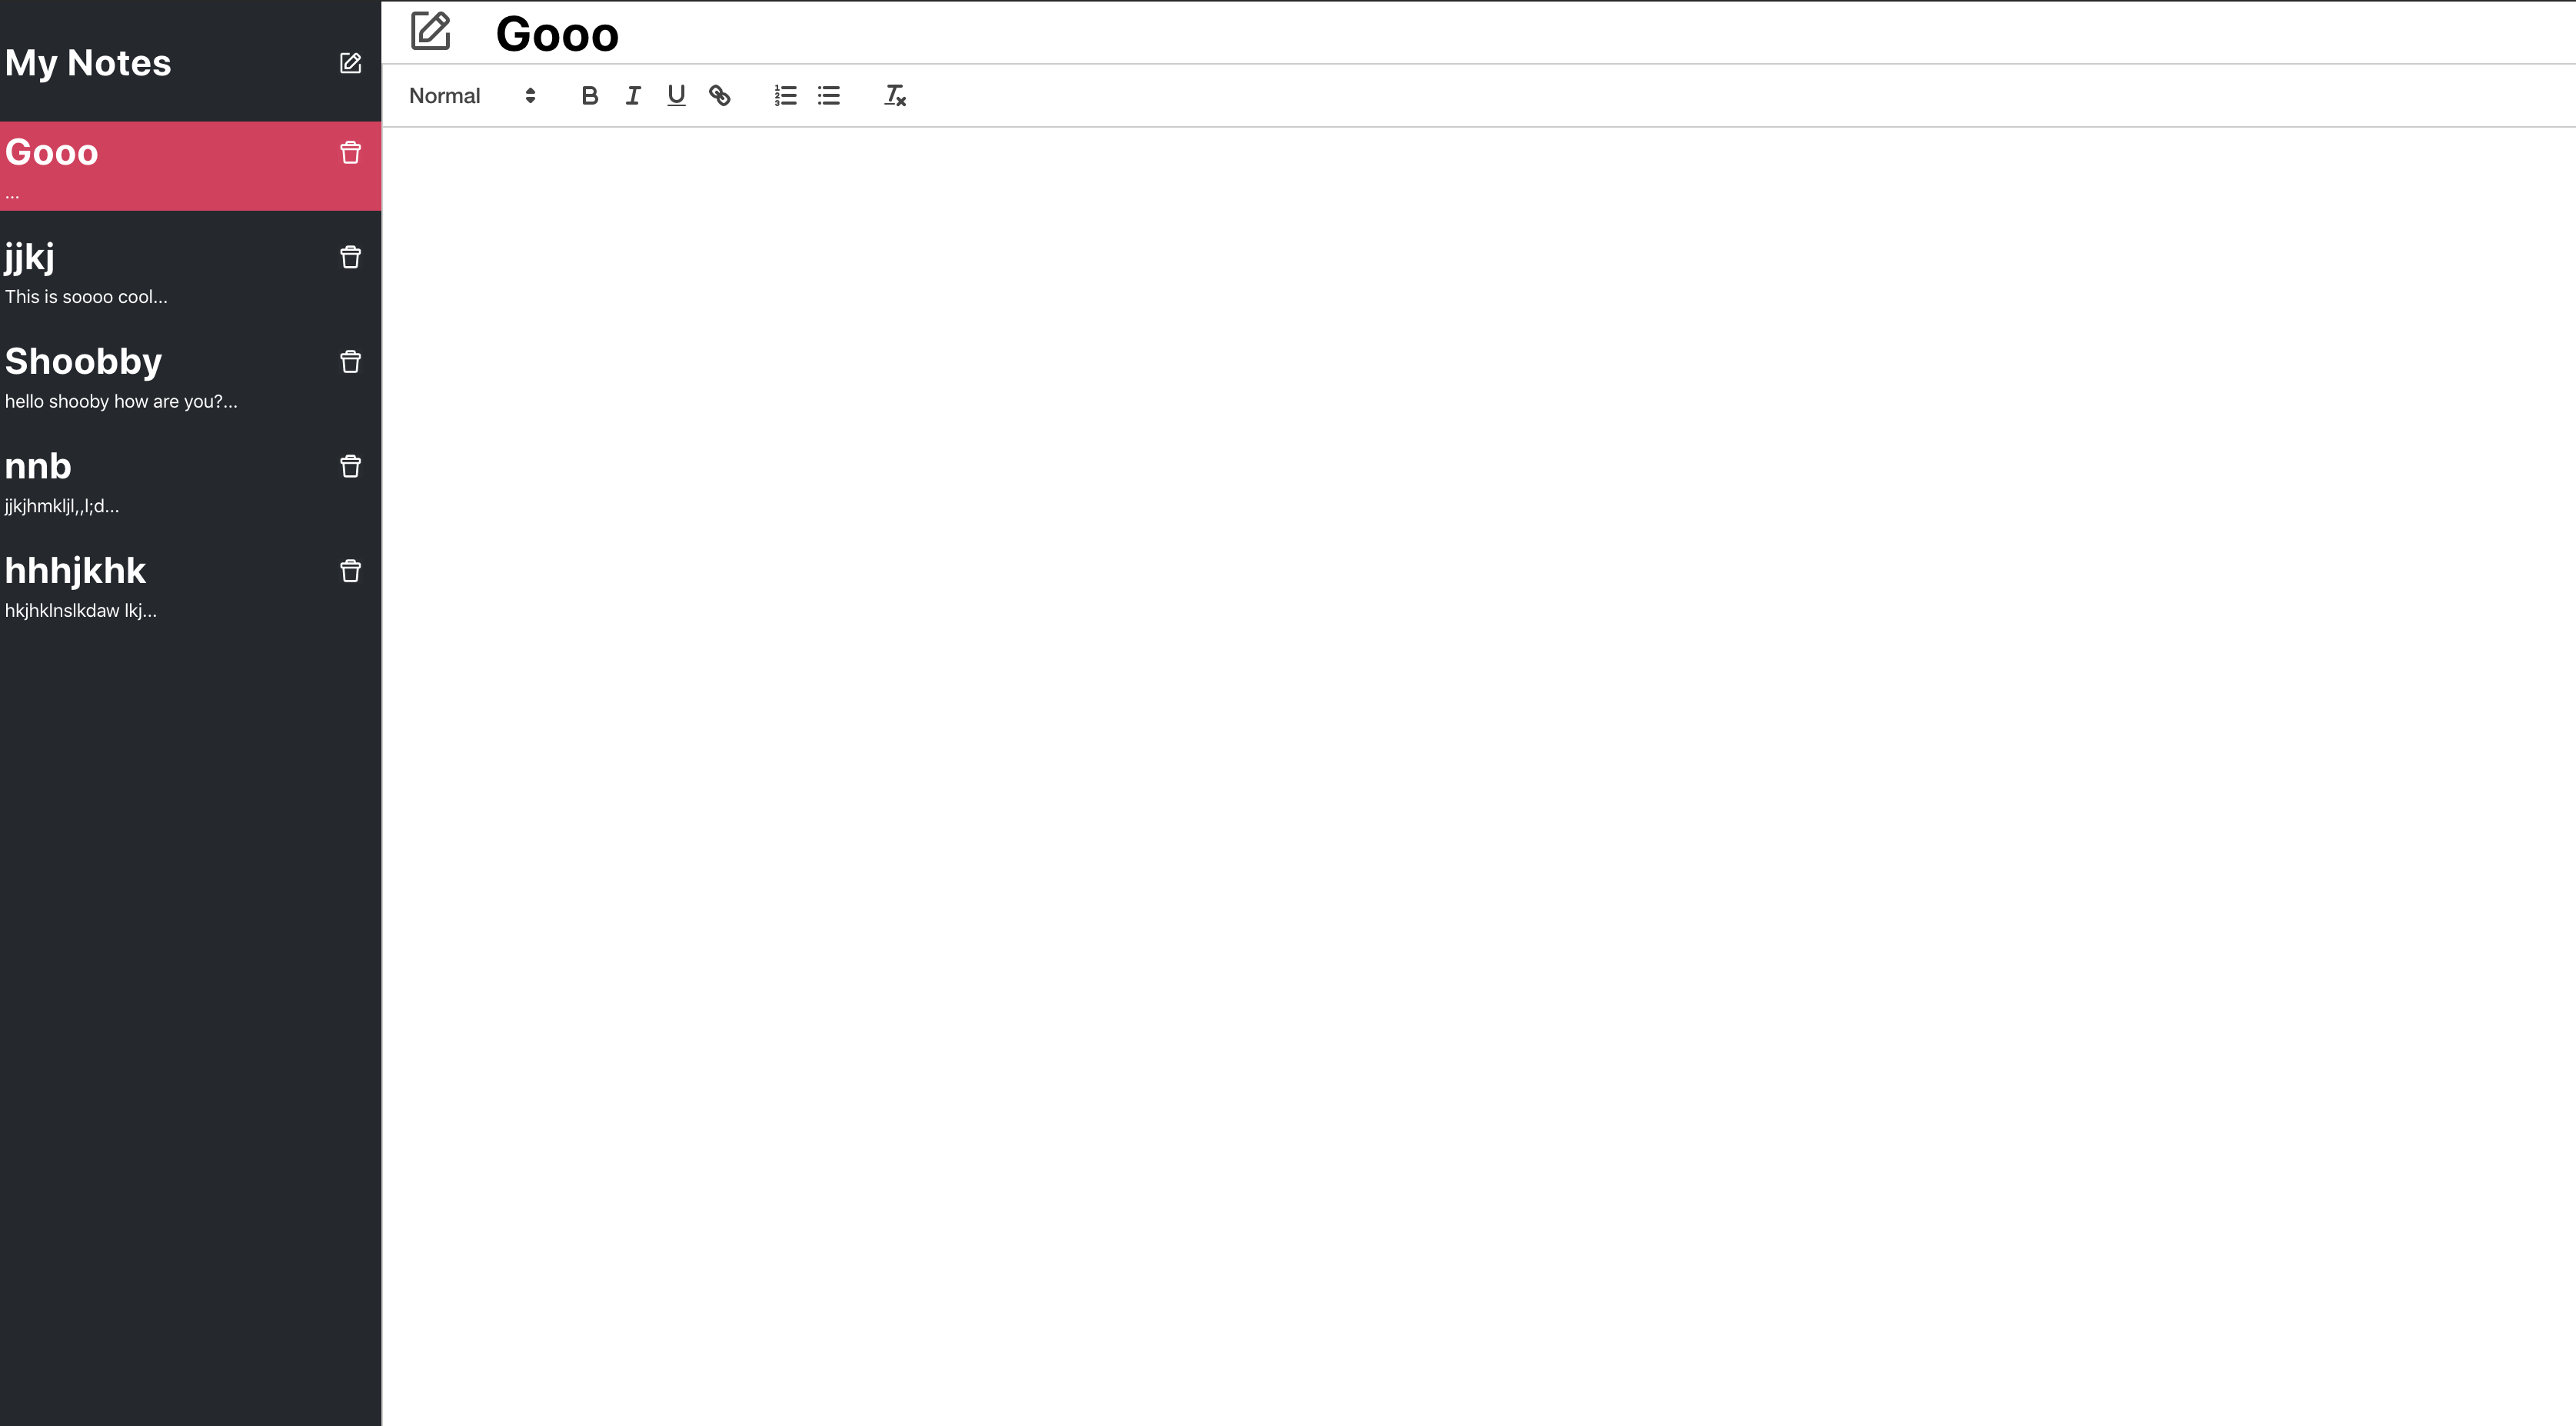 My Notes
Gooo
...
jjkj
This is soooo cool...
Shoobby
hello shooby how are you?...
nnb
jjkjhmkljl,,l;d...
hhhjkhk
hkjhklnslkdaw lkj...
Gooo
Normal